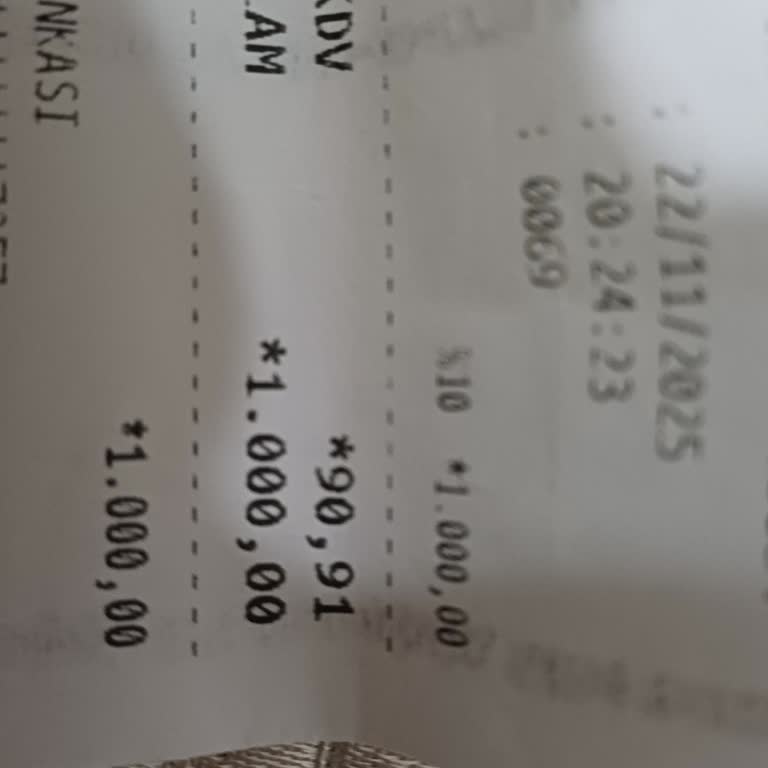 : 22/11/2025
: 20:24:23
: 0069
%10 *1.000,00
KDV *90,91
LAM *1.000,00
*1.000,00
NKASI